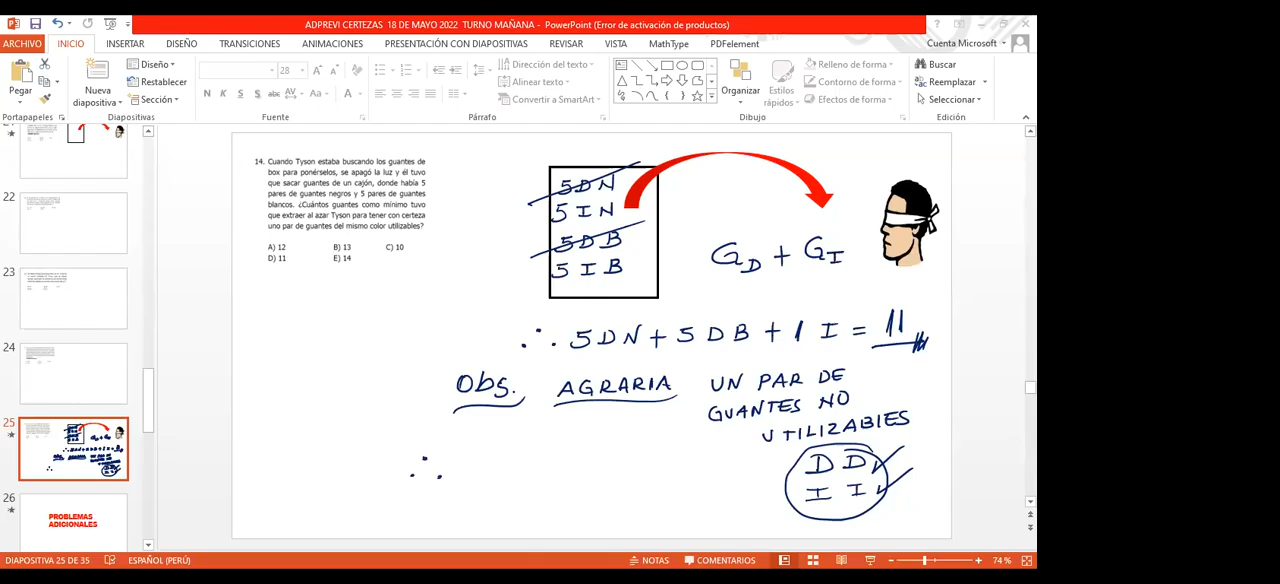 ADPREVI CERTEZAS 18 DE MAYO 2022 TURNO MAÑANA - PowerPoint (Error de activación de productos)
ARCHIVO INICIO INSERTAR DISEÑO TRANSICIONES ANIMACIONES PRESENTACIÓN CON DIAPOSITIVAS REVISAR VISTA MathType PDFelement Cuenta Microsoft
Pegar
Nueva diapositiva
Diseño
Restablecer
Sección
28
N K S S abc AV Aa A
Dirección del texto
Alinear texto
Convertir a SmartArt
Organizar
Estilos rápidos
Relleno de forma
Contorno de forma
Efectos de forma
Buscar
Reemplazar
Seleccionar
Portapapeles Diapositivas Fuente Párrafo Dibujo Edición
22
23
24
25
26
PROBLEMAS
ADICIONALES
14. Cuando Tyson estaba buscando los guantes de
box para ponérselos, se apagó la luz y él tuvo
que sacar guantes de un cajón, donde había 5
pares de guantes negros y 5 pares de guantes
blancos. ¿Cuántos guantes como mínimo tuvo
que extraer al azar Tyson para tener con certeza
uno par de guantes del mismo color utilizables?
A) 12 B) 13 C) 10
D) 11 E) 14
5DN
5IN
5DB
5IB
G_D + G_I
∴ 5DN + 5DB + 1 I = 11
Obs. AGRARIA
UN PAR DE
GUANTES NO
UTILIZABLES
D D
I I
∴
DIAPOSITIVA 25 DE 35 ESPAÑOL (PERÚ) NOTAS COMENTARIOS 74 %